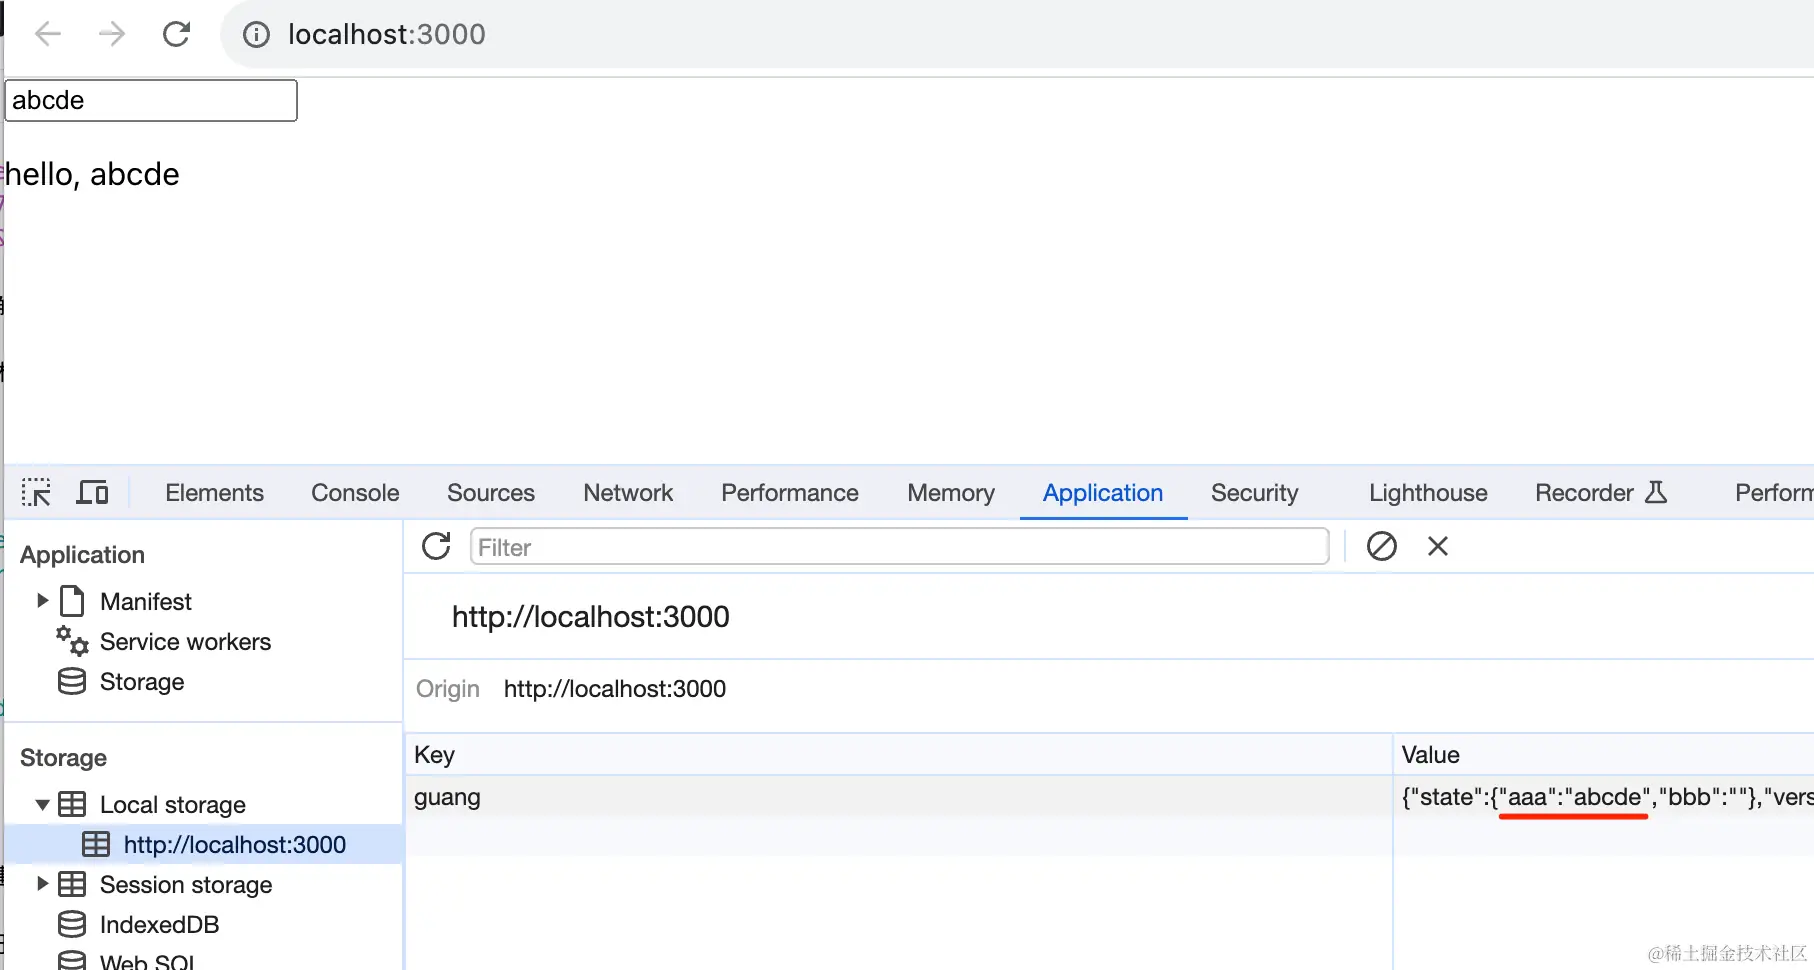 localhost:3000
abcde
hello, abcde
Elements Console Sources Network Performance Memory Application Security Lighthouse Recorder Perform
Application
Manifest
Service workers
Storage
Storage
Local storage
http://localhost:3000
Session storage
IndexedDB
Web SQL
Filter
http://localhost:3000
Origin http://localhost:3000
Key Value
guang {"state":{"aaa":"abcde","bbb":""},"vers
@稀土掘金技术社区